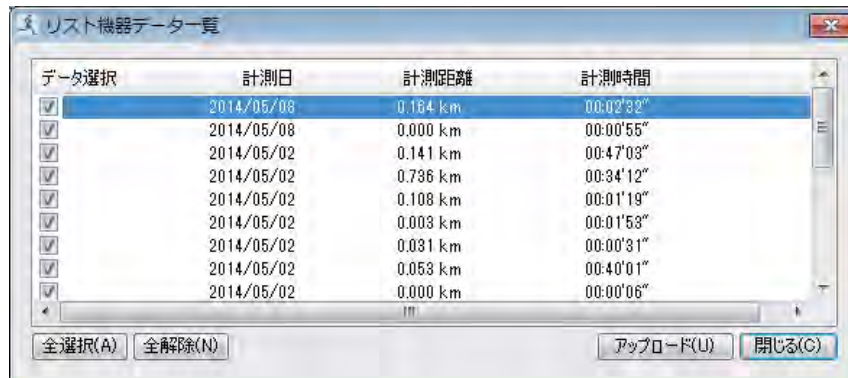 リスト機器データ一覧
データ選択 計測日 計測距離 計測時間
2014/05/08 0.164 km 00:02'32"
2014/05/08 0.000 km 00:00'55"
2014/05/02 0.141 km 00:47'03"
2014/05/02 0.736 km 00:34'12"
2014/05/02 0.108 km 00:01'19"
2014/05/02 0.003 km 00:01'53"
2014/05/02 0.031 km 00:00'31"
2014/05/02 0.053 km 00:40'01"
2014/05/02 0.000 km 00:00'06"
全選択(A) 全解除(N) アップロード(U) 閉じる(C)